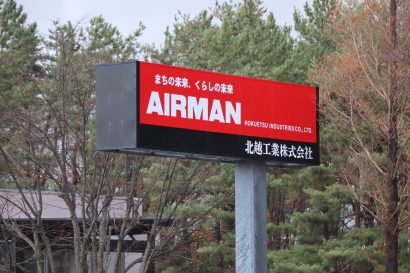 まちの未来、くらしの未来
AIRMAN
HOKUETSU INDUSTRIES CO., LTD.
北越工業株式会社